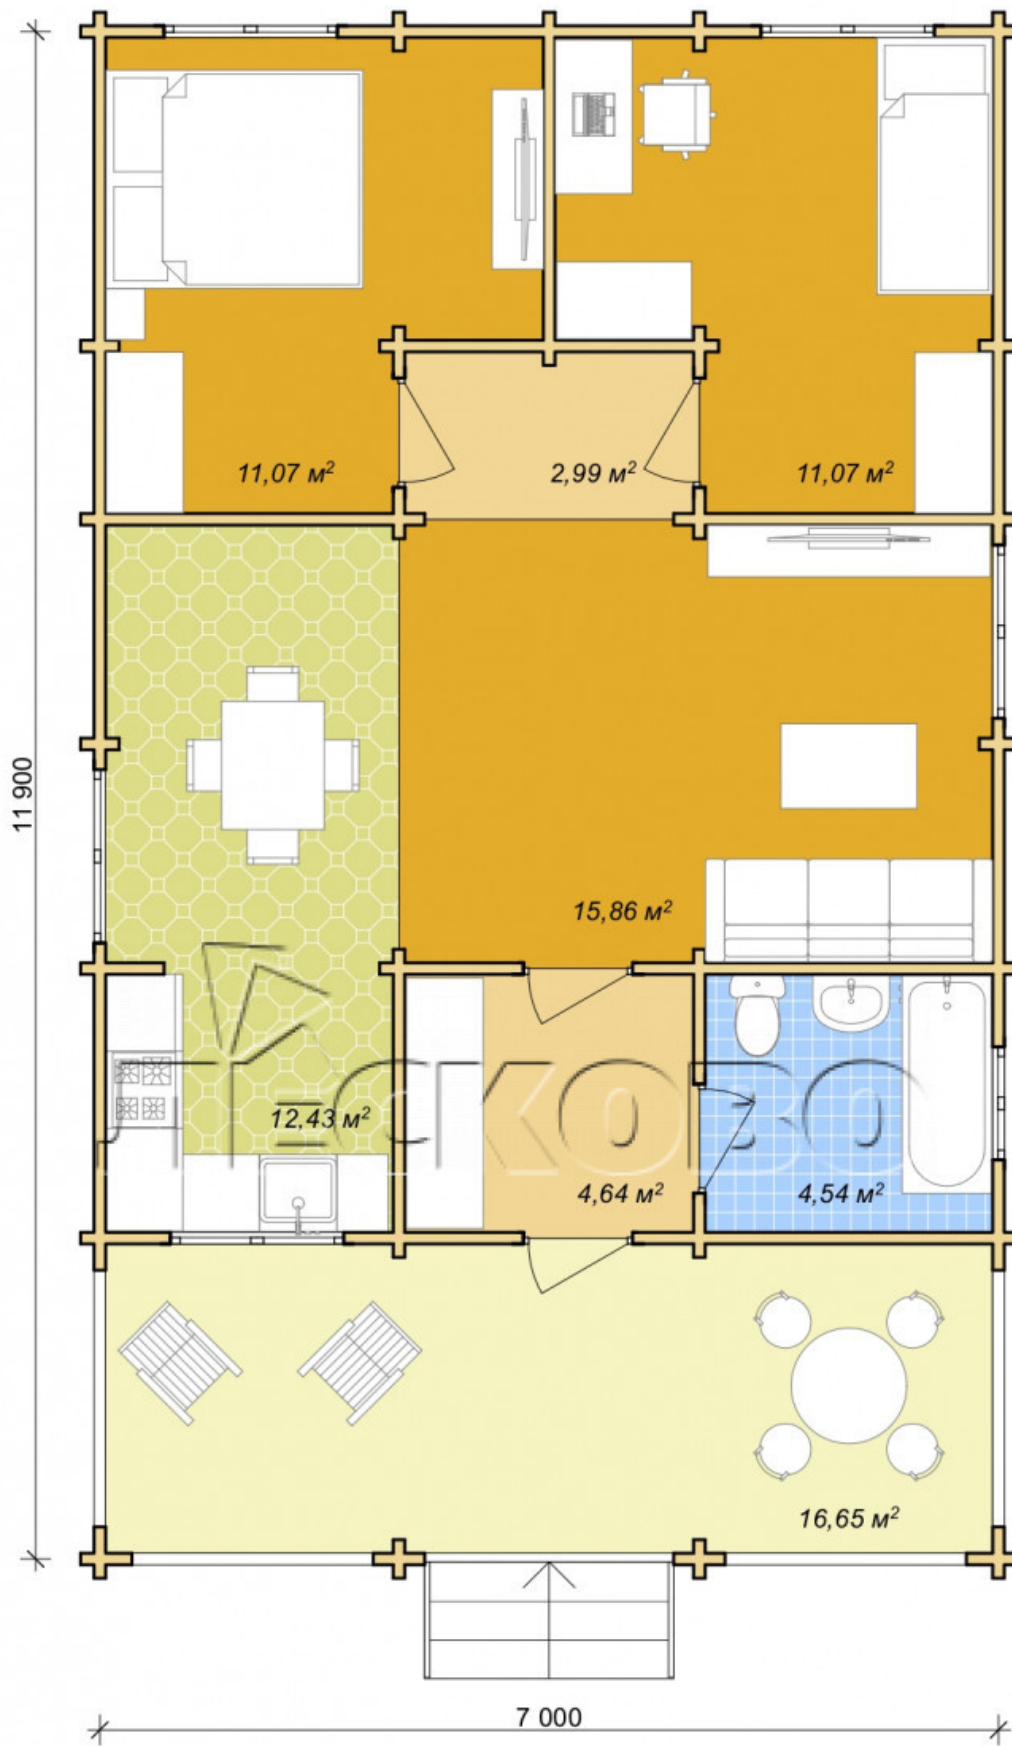 11,07 м²
2,99 м²
11,07 м²
11 900
15,86 м²
12,43 м²
4,64 м²
4,54 м²
16,65 м²
7 000